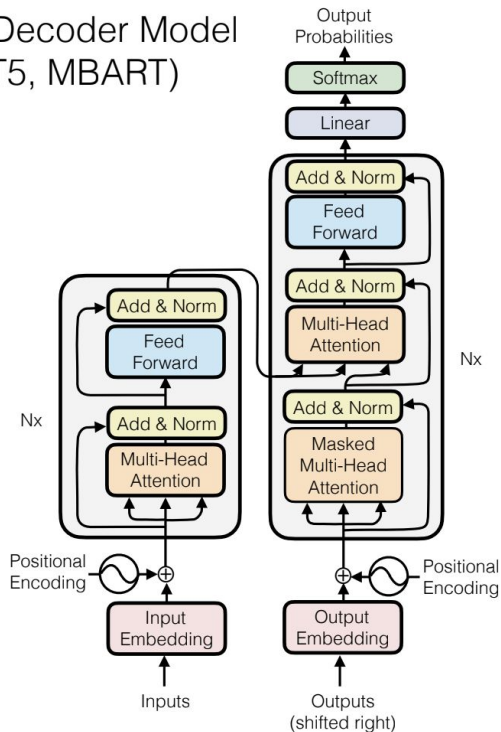 Decoder Model
T5, MBART)
Output
Probabilities
Softmax
Linear
Add & Norm
Feed
Forward
Add & Norm
Multi-Head
Attention
Nx
Add & Norm
Masked
Multi-Head
Attention
Positional
Encoding
Output
Embedding
Outputs
(shifted right)
Add & Norm
Feed
Forward
Nx
Add & Norm
Multi-Head
Attention
Positional
Encoding
Input
Embedding
Inputs